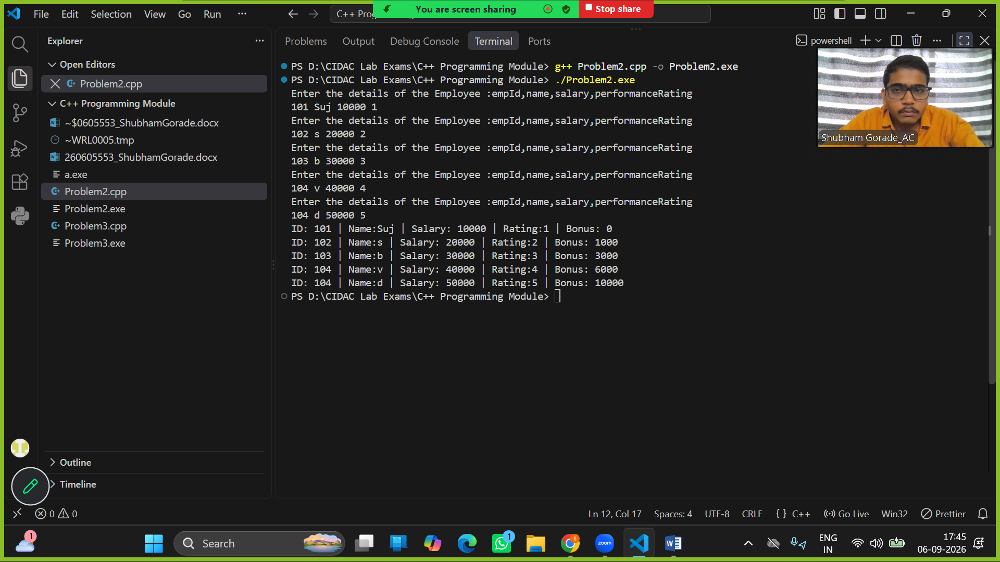 File Edit Selection View Go Run ···
C++ Prog
You are screen sharing
Stop share
Explorer
Problems Output Debug Console Terminal Ports
powershell
Open Editors
Problem2.cpp
C++ Programming Module
~$0605553_ShubhamGorade.docx
~WRL0005.tmp
260605553_ShubhamGorade.docx
a.exe
Problem2.cpp
Problem2.exe
Problem3.cpp
Problem3.exe
Outline
Timeline
PS D:\CIDAC Lab Exams\C++ Programming Module> g++ Problem2.cpp -o Problem2.exe
PS D:\CIDAC Lab Exams\C++ Programming Module> ./Problem2.exe
Enter the details of the Employee :empId,name,salary,performanceRating
101 Suj 10000 1
Enter the details of the Employee :empId,name,salary,performanceRating
102 s 20000 2
Enter the details of the Employee :empId,name,salary,performanceRating
103 b 30000 3
Enter the details of the Employee :empId,name,salary,performanceRating
104 v 40000 4
Enter the details of the Employee :empId,name,salary,performanceRating
104 d 50000 5
ID: 101 | Name:Suj | Salary: 10000 | Rating:1 | Bonus: 0
ID: 102 | Name:s | Salary: 20000 | Rating:2 | Bonus: 1000
ID: 103 | Name:b | Salary: 30000 | Rating:3 | Bonus: 3000
ID: 104 | Name:v | Salary: 40000 | Rating:4 | Bonus: 6000
ID: 104 | Name:d | Salary: 50000 | Rating:5 | Bonus: 10000
PS D:\CIDAC Lab Exams\C++ Programming Module>
Shubham Gorade_AC
0 0
Ln 12, Col 17 Spaces: 4 UTF-8 CRLF { } C++ Go Live Win32 Prettier
1
Search
1
S
zoom
ENG
IN
17:45
06-09-2026